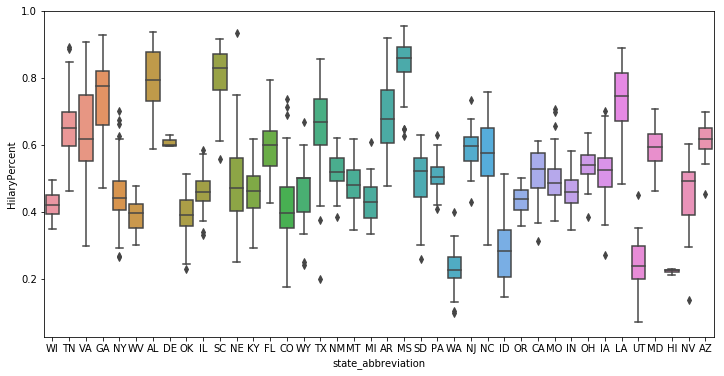 HilaryPercent
1.0
0.8
0.6
0.4
0.2
WI TN VA GA NY WV AL DE OK IL SC NE KY FL CO WY TX NM MT MI AR MS SD PA WA NJ NC ID OR CA MO IN OH IA LA UT MD HI NV AZ
state_abbreviation